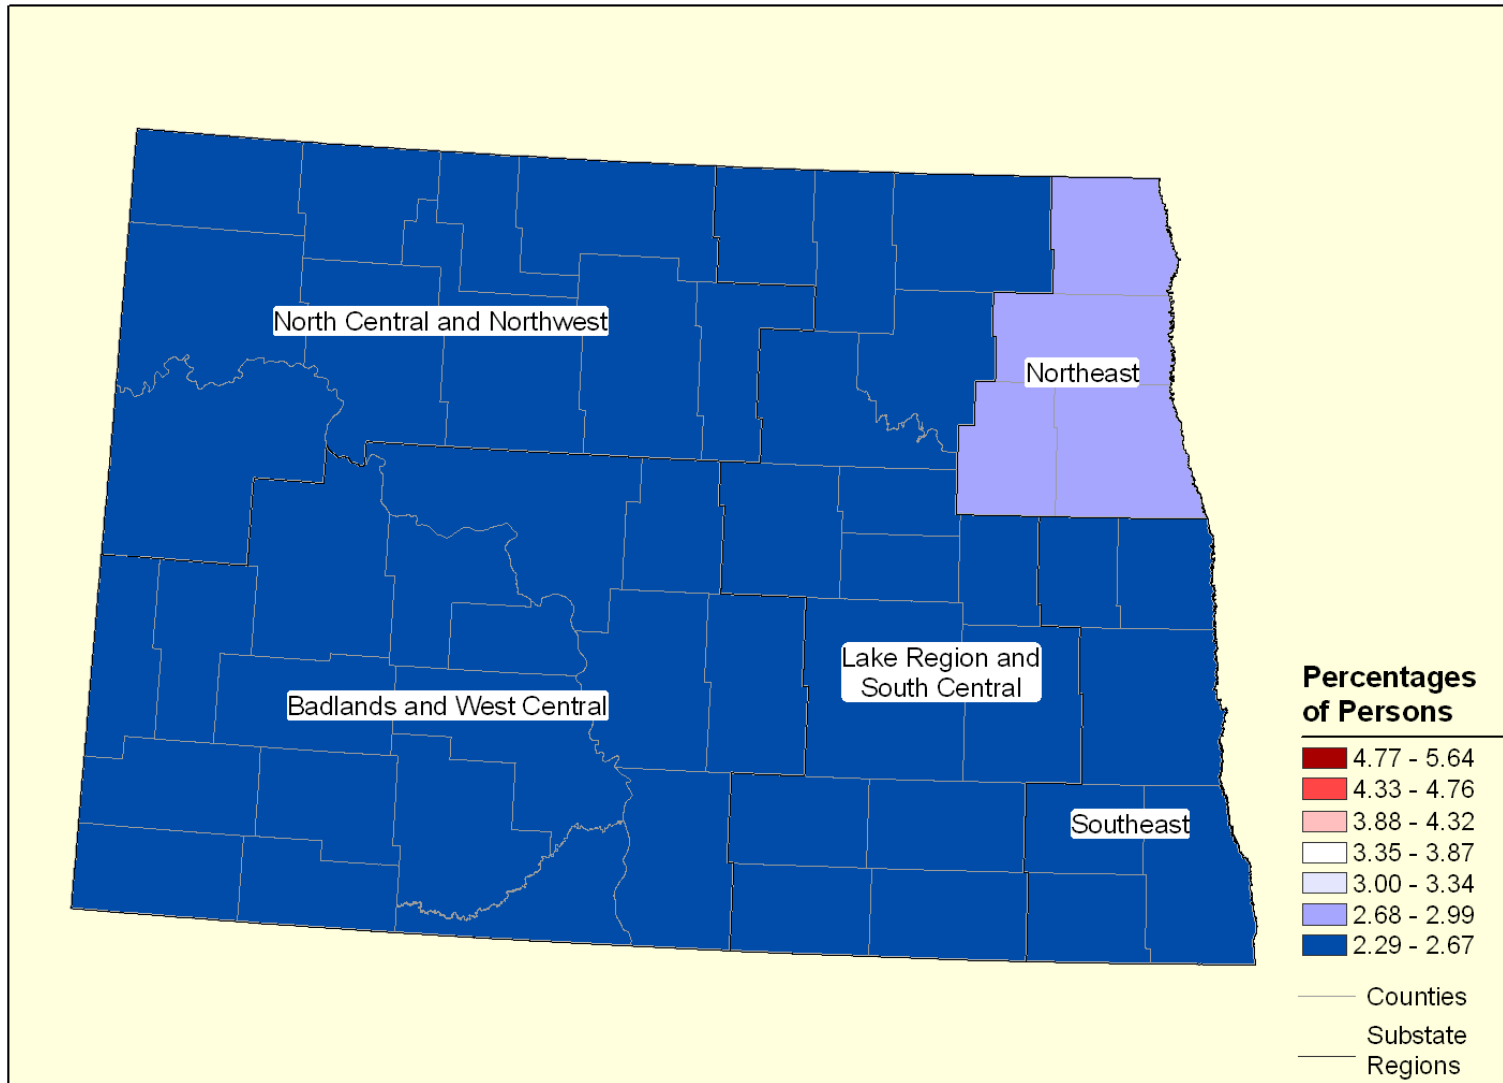 North Central and Northwest
Northeast
Lake Region and
South Central
Badlands and West Central
Southeast
Percentages
of Persons
4.77 - 5.64
4.33 - 4.76
3.88 - 4.32
3.35 - 3.87
3.00 - 3.34
2.68 - 2.99
2.29 - 2.67
Counties
Substate
Regions